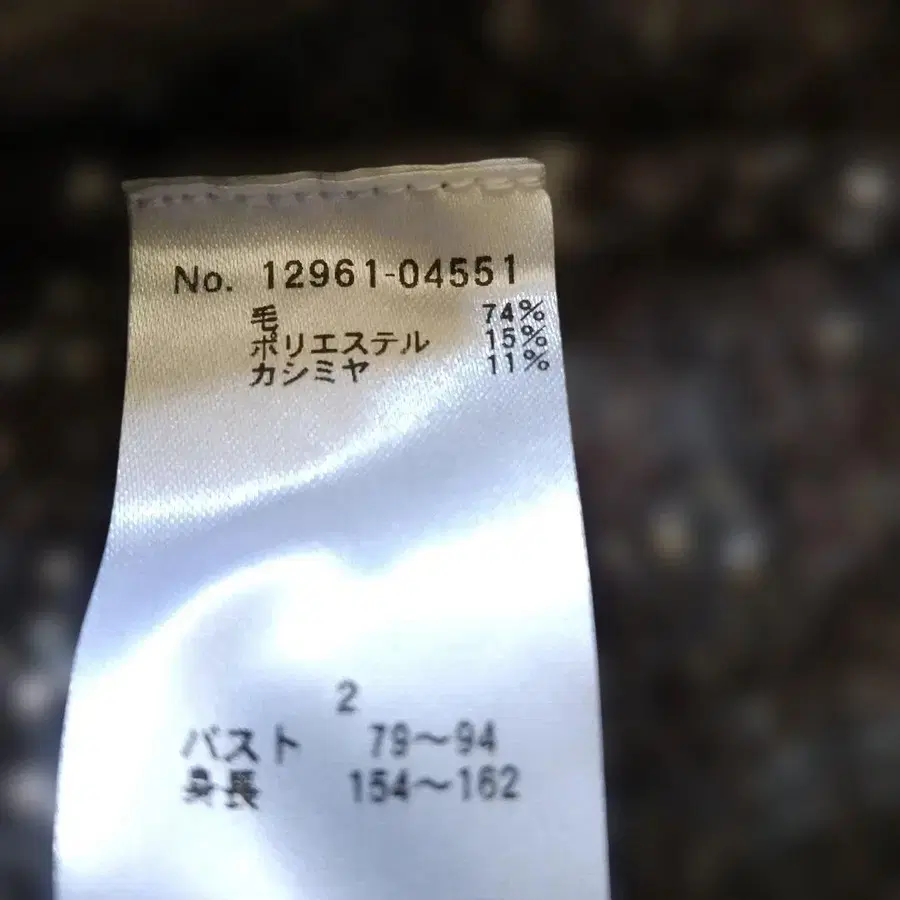 No. 12961-04551
毛 74%
ポリエステル 15%
カシミヤ 11%
2
バスト 79～94
身長 154～162